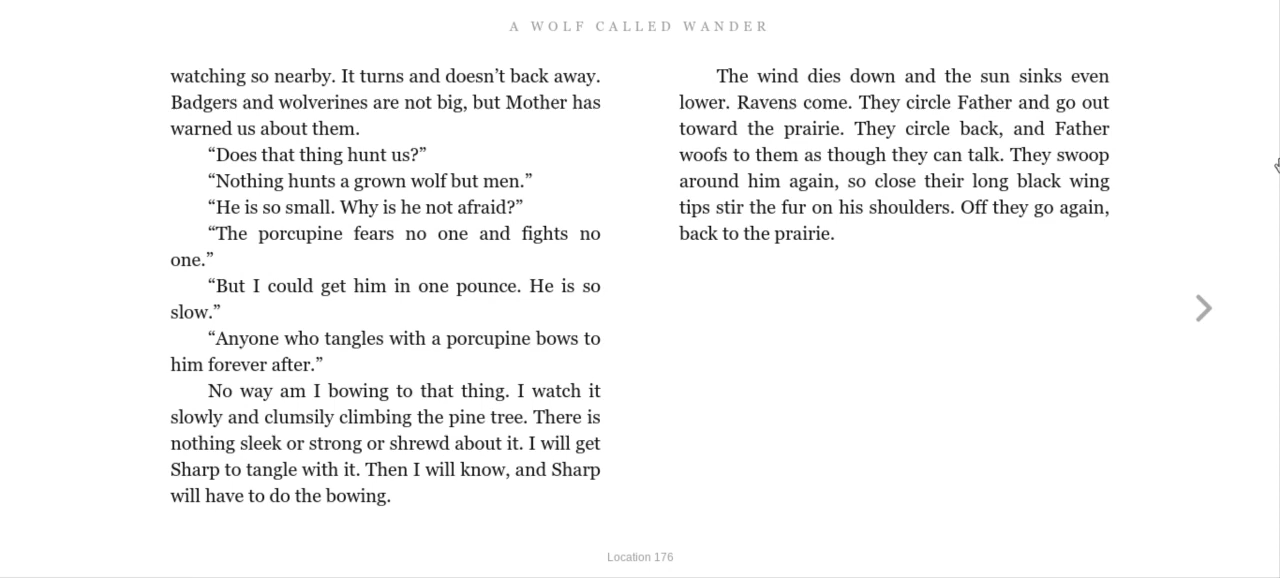 A WOLF CALLED WANDER
watching so nearby. It turns and doesn’t back away.
Badgers and wolverines are not big, but Mother has
warned us about them.
“Does that thing hunt us?”
“Nothing hunts a grown wolf but men.”
“He is so small. Why is he not afraid?”
“The porcupine fears no one and fights no
one.”
“But I could get him in one pounce. He is so
slow.”
“Anyone who tangles with a porcupine bows to
him forever after.”
No way am I bowing to that thing. I watch it
slowly and clumsily climbing the pine tree. There is
nothing sleek or strong or shrewd about it. I will get
Sharp to tangle with it. Then I will know, and Sharp
will have to do the bowing.
The wind dies down and the sun sinks even
lower. Ravens come. They circle Father and go out
toward the prairie. They circle back, and Father
woofs to them as though they can talk. They swoop
around him again, so close their long black wing
tips stir the fur on his shoulders. Off they go again,
back to the prairie.
Location 176